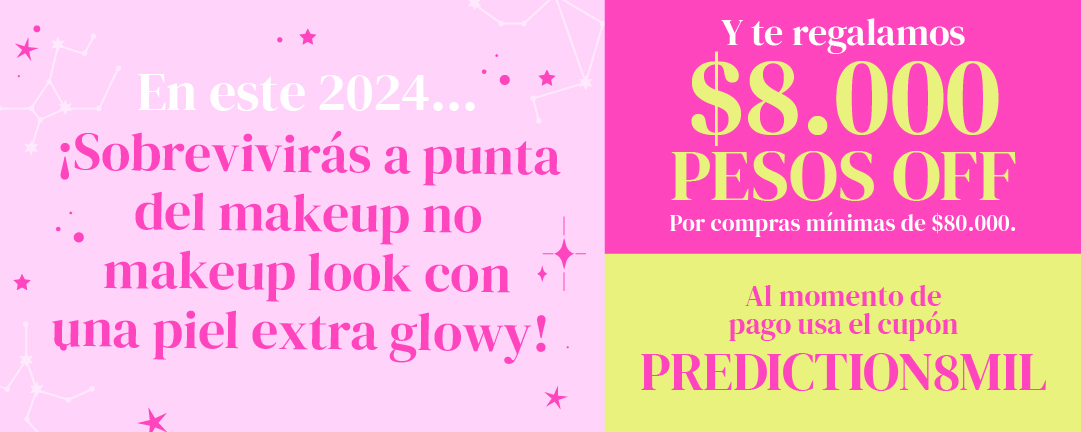 En este 2024...
¡Sobrevivirás a punta
del makeup no
makeup look con
una piel extra glowy!
Y te regalamos
$8.000
PESOS OFF
Por compras mínimas de $80.000.
Al momento de
pago usa el cupón
PREDICTION8MIL